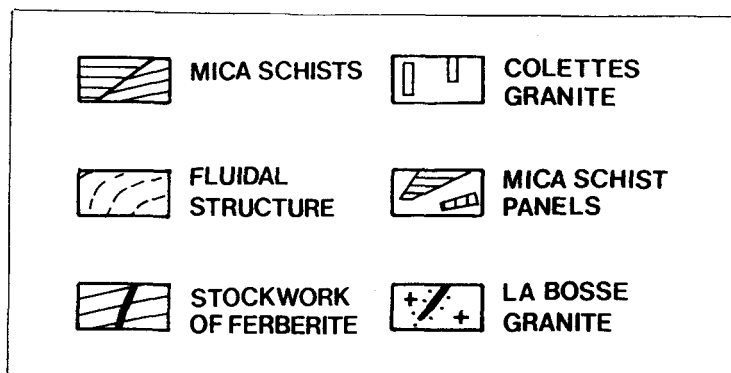 MICA SCHISTS
COLETTES
GRANITE
FLUIDAL
STRUCTURE
MICA SCHIST
PANELS
STOCKWORK
OF FERBERITE
LA BOSSE
GRANITE